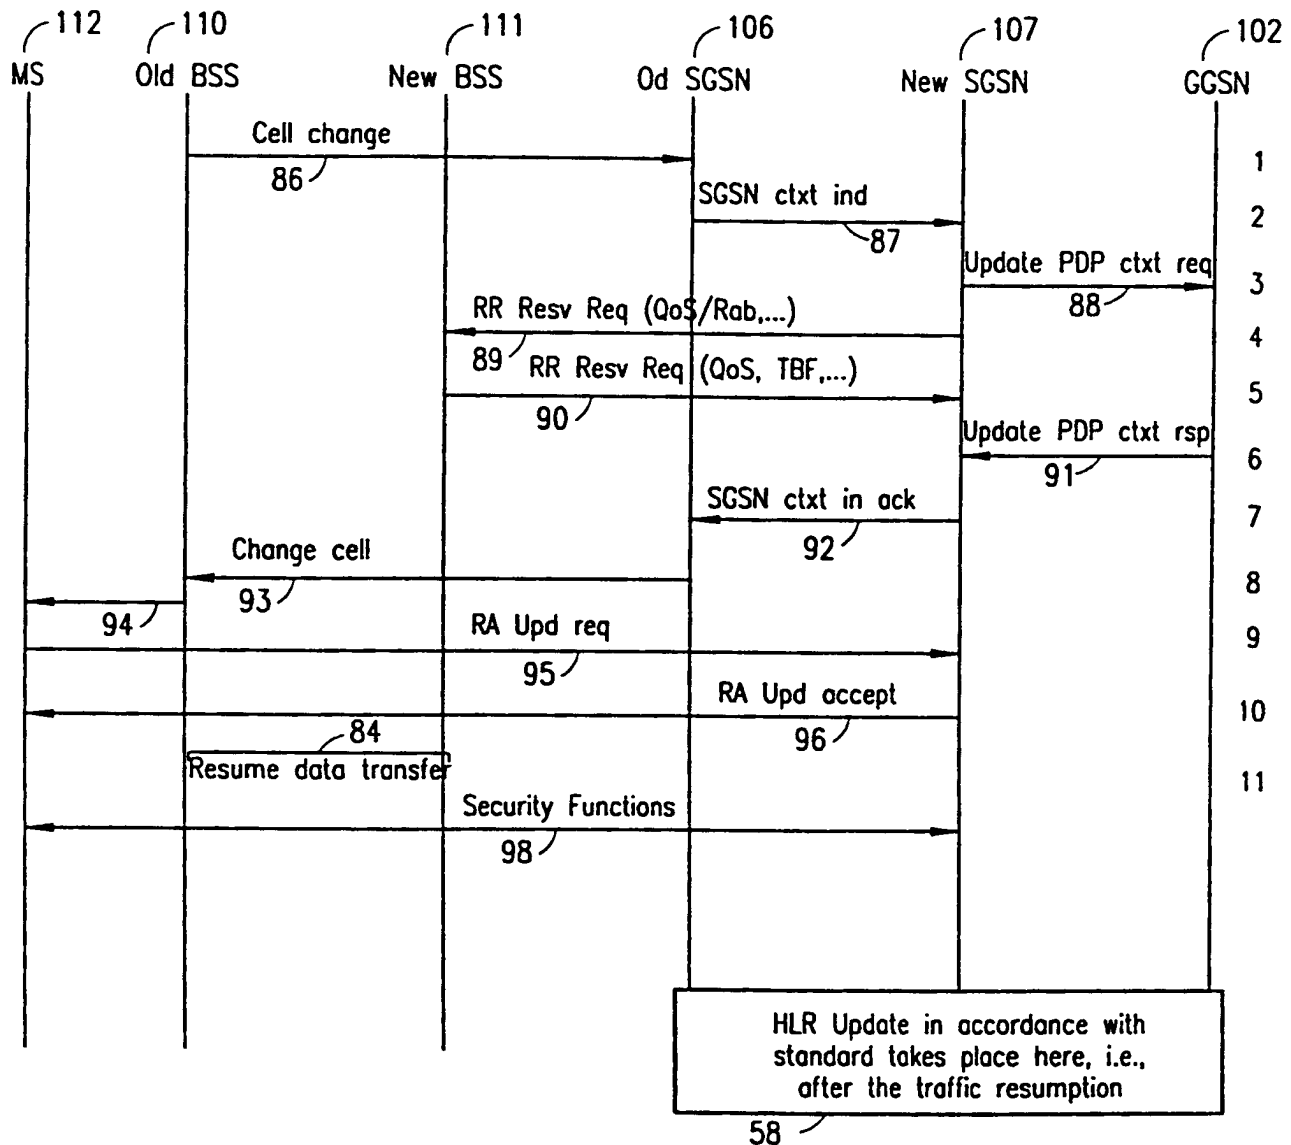 112 110 111 106 107 102
MS Old BSS New BSS Od SGSN New SGSN GGSN
Cell change
86 1
SGSN ctxt ind
87 2
Update PDP ctxt req
88 3
RR Resv Req (QoS/Rab,...)
89 4
RR Resv Req (QoS, TBF,...)
90 5
Update PDP ctxt rsp
91 6
SGSN ctxt in ack
92 7
Change cell
93 8
94
RA Upd req
95 9
RA Upd accept
96 10
84
Resume data transfer 11
Security Functions
98
HLR Update in accordance with
standard takes place here, i.e.,
after the traffic resumption
58